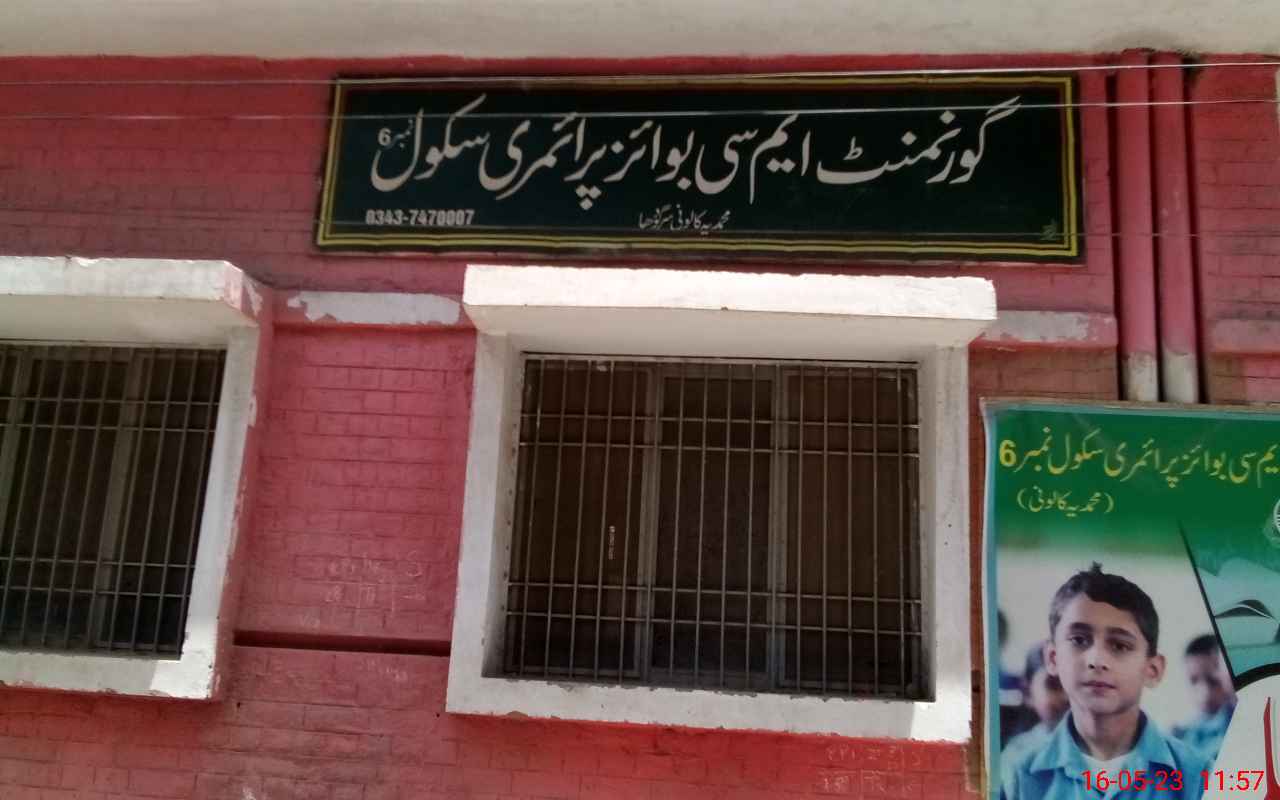 گورنمنٹ ایم سی بوائز پرائمری سکول نمبر 6
محمدیہ کالونی سرگودھا
0343-7470007
یم سی بوائز پرائمری سکول نمبر 6
(محمدیہ کالونی)
16-05-23 11:57